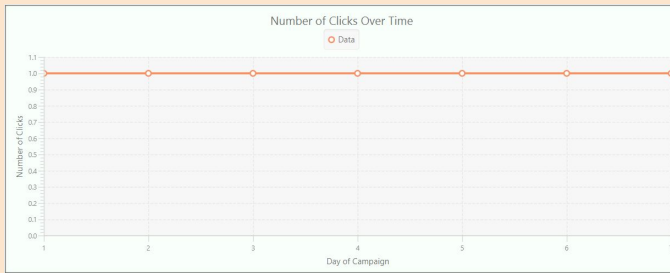 Number of Clicks Over Time
Data
Number of Clicks
1.1
1.0
0.9
0.8
0.7
0.6
0.5
0.4
0.3
0.2
0.1
0.0
1 2 3 4 5 6
Day of Campaign